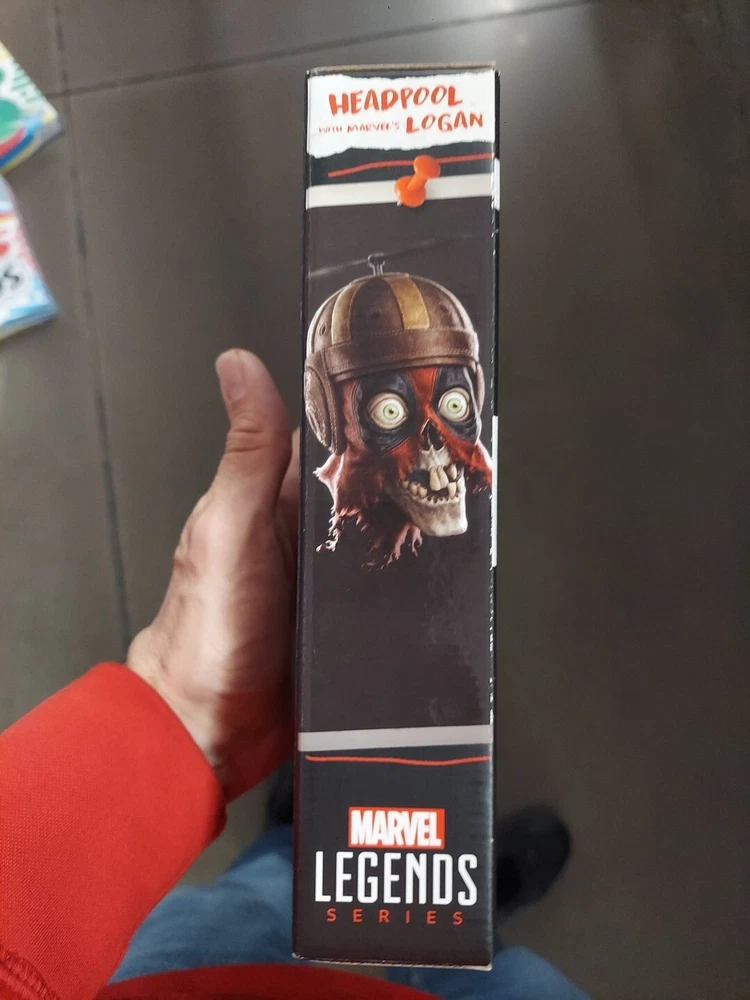 HEADPOOL
WITH MARVEL'S LOGAN
MARVEL
LEGENDS
SERIES